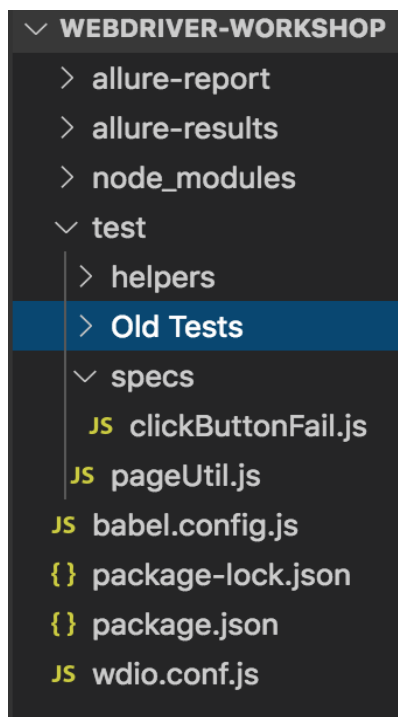 WEBDRIVER-WORKSHOP
allure-report
allure-results
node_modules
test
helpers
Old Tests
specs
JS clickButtonFail.js
JS pageUtil.js
JS babel.config.js
{} package-lock.json
{} package.json
JS wdio.conf.js